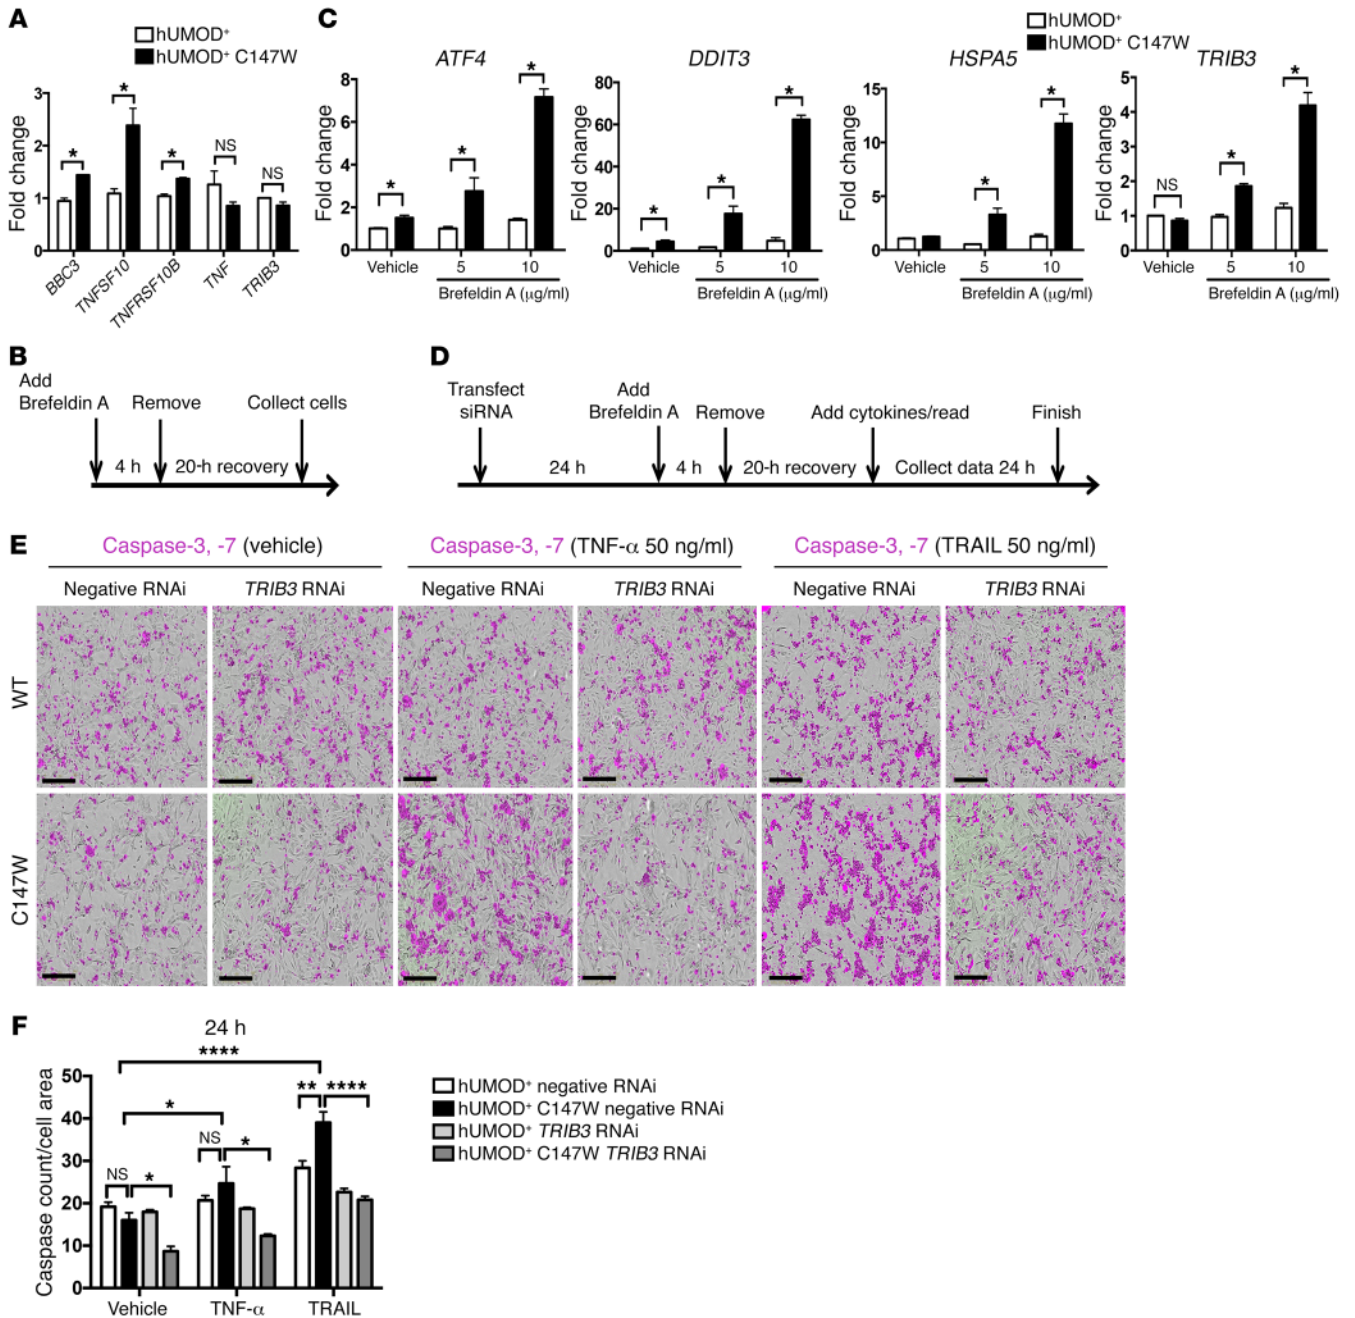 A
hUMOD⁺
hUMOD⁺ C147W
Fold change
3
2
1
0
*
*
*
NS
NS
BBC3
TNFSF10
TNFRSF10B
TNF
TRIB3
C
hUMOD⁺
hUMOD⁺ C147W
ATF4
Fold change
8
6
4
2
0
*
*
*
Vehicle
5
10
Brefeldin A (μg/ml)
DDIT3
Fold change
80
60
40
20
0
*
*
*
Vehicle
5
10
Brefeldin A (μg/ml)
HSPA5
Fold change
15
10
5
0
*
*
Vehicle
5
10
Brefeldin A (μg/ml)
TRIB3
Fold change
5
4
3
2
1
0
NS
*
*
Vehicle
5
10
Brefeldin A (μg/ml)
B
Add
Brefeldin A
Remove
Collect cells
4 h
20-h recovery
D
Transfect
siRNA
Add
Brefeldin A
Remove
Add cytokines/read
Finish
24 h
4 h
20-h recovery
Collect data 24 h
E
Caspase-3, -7 (vehicle)
Caspase-3, -7 (TNF-α 50 ng/ml)
Caspase-3, -7 (TRAIL 50 ng/ml)
Negative RNAi
TRIB3 RNAi
Negative RNAi
TRIB3 RNAi
Negative RNAi
TRIB3 RNAi
WT
C147W
F
24 h
Caspase count/cell area
50
40
30
20
10
0
****
*
NS
*
NS
*
**
****
Vehicle
TNF-α
TRAIL
hUMOD⁺ negative RNAi
hUMOD⁺ C147W negative RNAi
hUMOD⁺ TRIB3 RNAi
hUMOD⁺ C147W TRIB3 RNAi